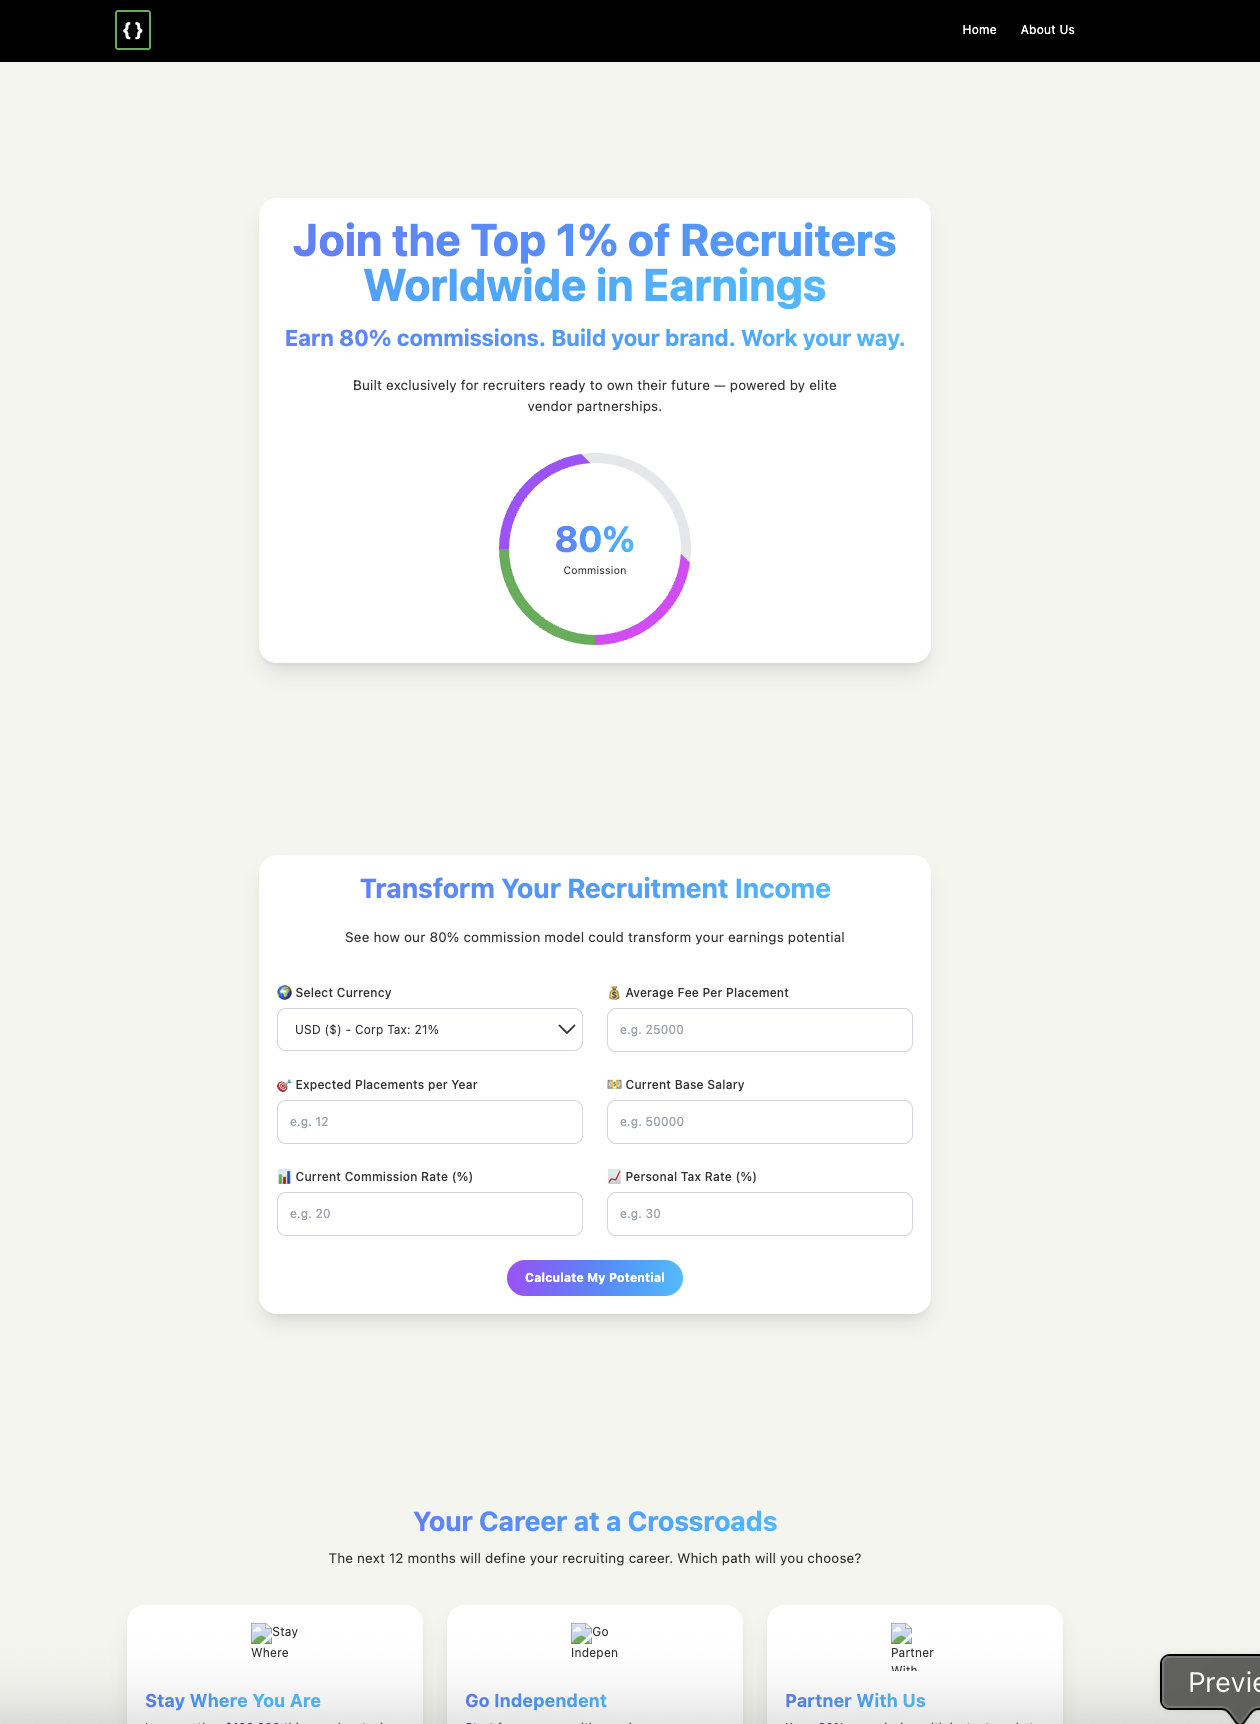 { }
Home
About Us
Join the Top 1% of Recruiters
Worldwide in Earnings
Earn 80% commissions. Build your brand. Work your way.
Built exclusively for recruiters ready to own their future — powered by elite
vendor partnerships.
80%
Commission
Transform Your Recruitment Income
See how our 80% commission model could transform your earnings potential
Select Currency
USD ($) - Corp Tax: 21%
Average Fee Per Placement
e.g. 25000
Expected Placements per Year
e.g. 12
Current Base Salary
e.g. 50000
Current Commission Rate (%)
e.g. 20
Personal Tax Rate (%)
e.g. 30
Calculate My Potential
Your Career at a Crossroads
The next 12 months will define your recruiting career. Which path will you choose?
Stay
Where
Stay Where You Are
Go
Indepen
Go Independent
Partner
With
Partner With Us
Previe